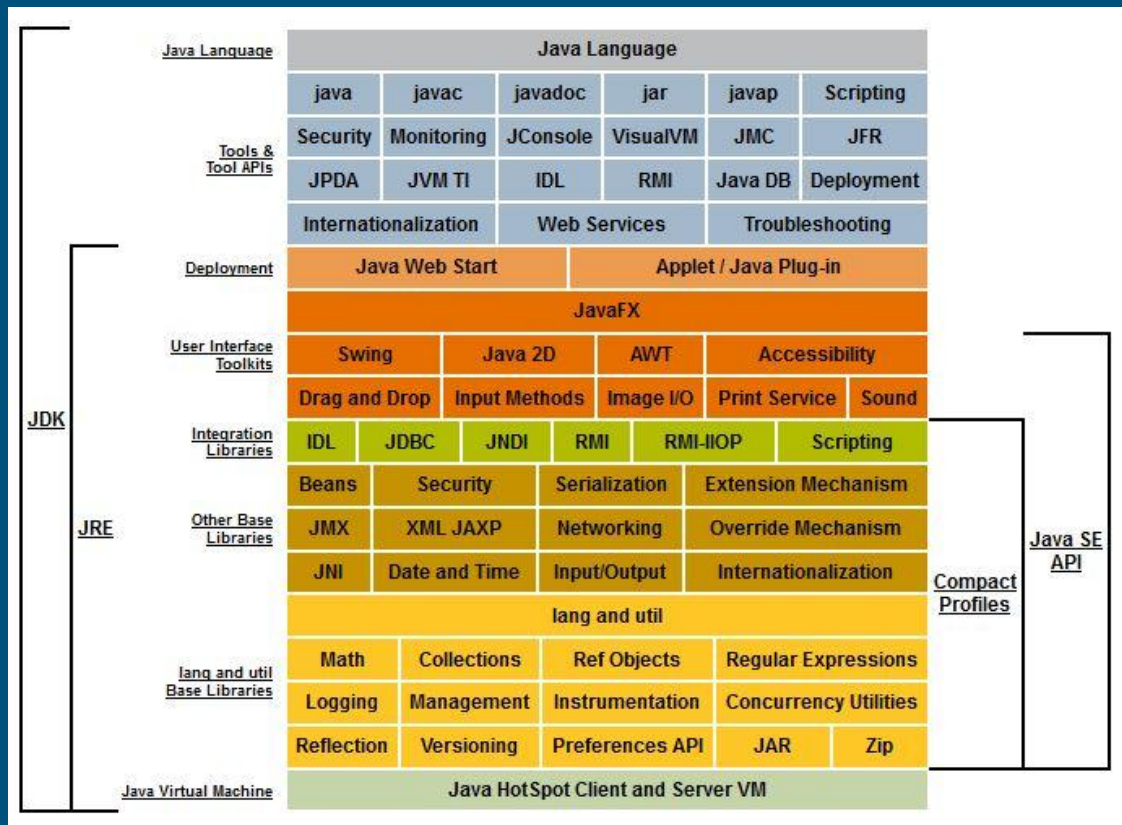 Java Language
Java Language
java javac javadoc jar javap Scripting
Security Monitoring JConsole VisualVM JMC JFR
Tools &
Tool APIs
JPDA JVM TI IDL RMI Java DB Deployment
Internationalization Web Services Troubleshooting
Deployment
Java Web Start Applet / Java Plug-in
JavaFX
User Interface
Toolkits
Swing Java 2D AWT Accessibility
Drag and Drop Input Methods Image I/O Print Service Sound
JDK
Integration
Libraries
IDL JDBC JNDI RMI RMI-IIOP Scripting
Beans Security Serialization Extension Mechanism
JRE
Other Base
Libraries
JMX XML JAXP Networking Override Mechanism
Java SE
API
JNI Date and Time Input/Output Internationalization
Compact
Profiles
lang and util
lang and util
Base Libraries
Math Collections Ref Objects Regular Expressions
Logging Management Instrumentation Concurrency Utilities
Reflection Versioning Preferences API JAR Zip
Java Virtual Machine
Java HotSpot Client and Server VM